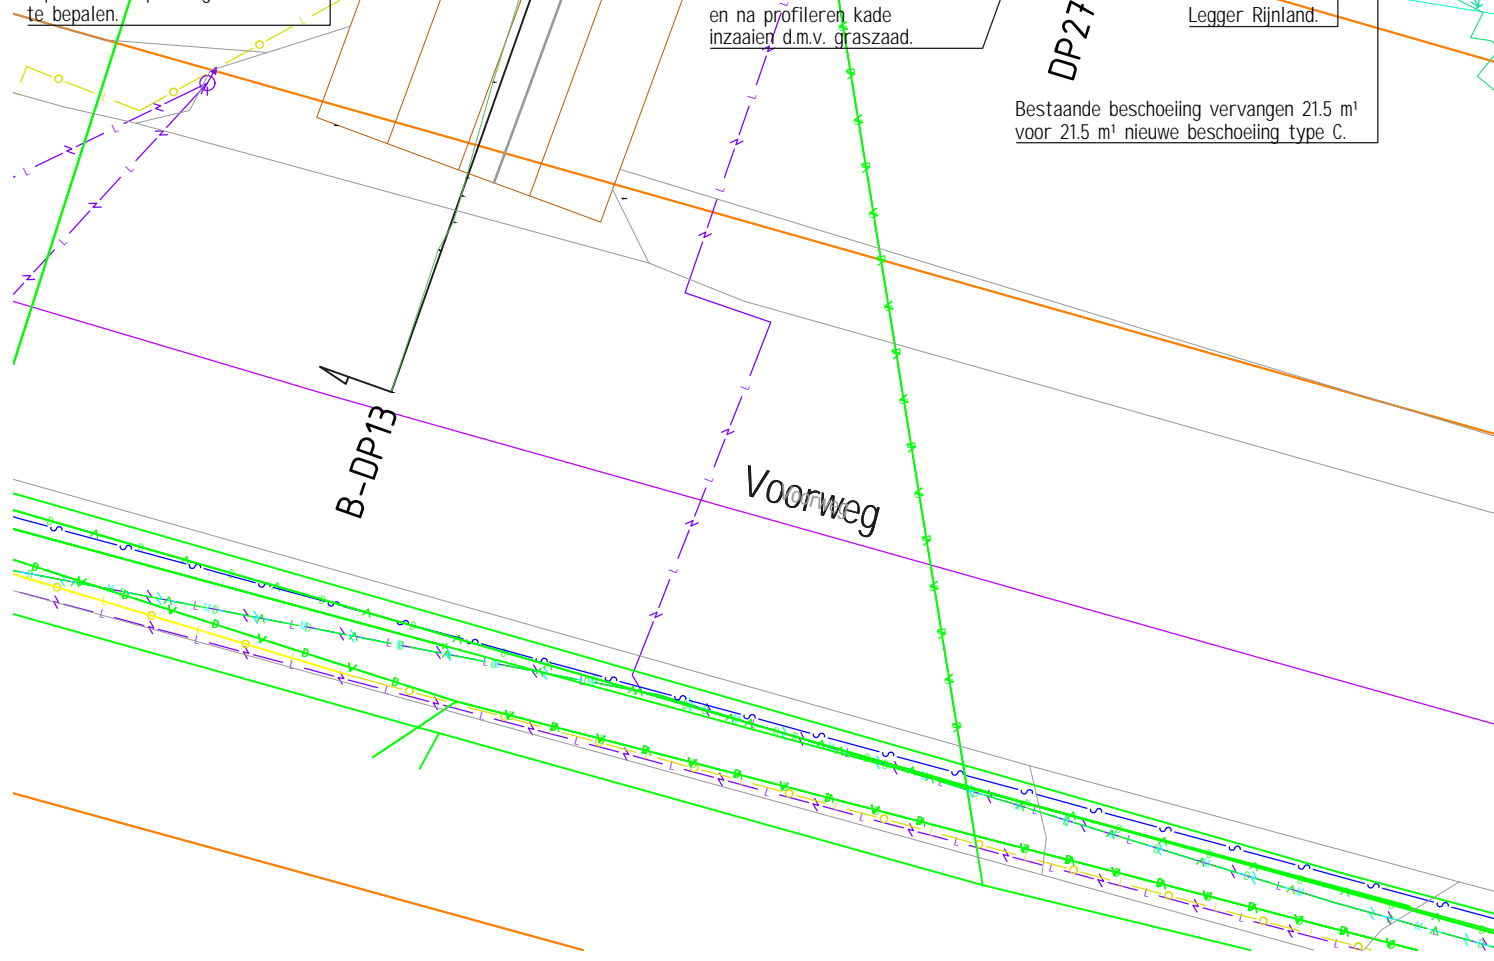 te bepalen.
en na profileren kade
inzaaien d.m.v. graszaad.
Legger Rijnland.
DP27
Bestaande beschoeiing vervangen 21.5 m¹
voor 21.5 m¹ nieuwe beschoeiing type C.
B-DP13
Voorweg
Voorweg